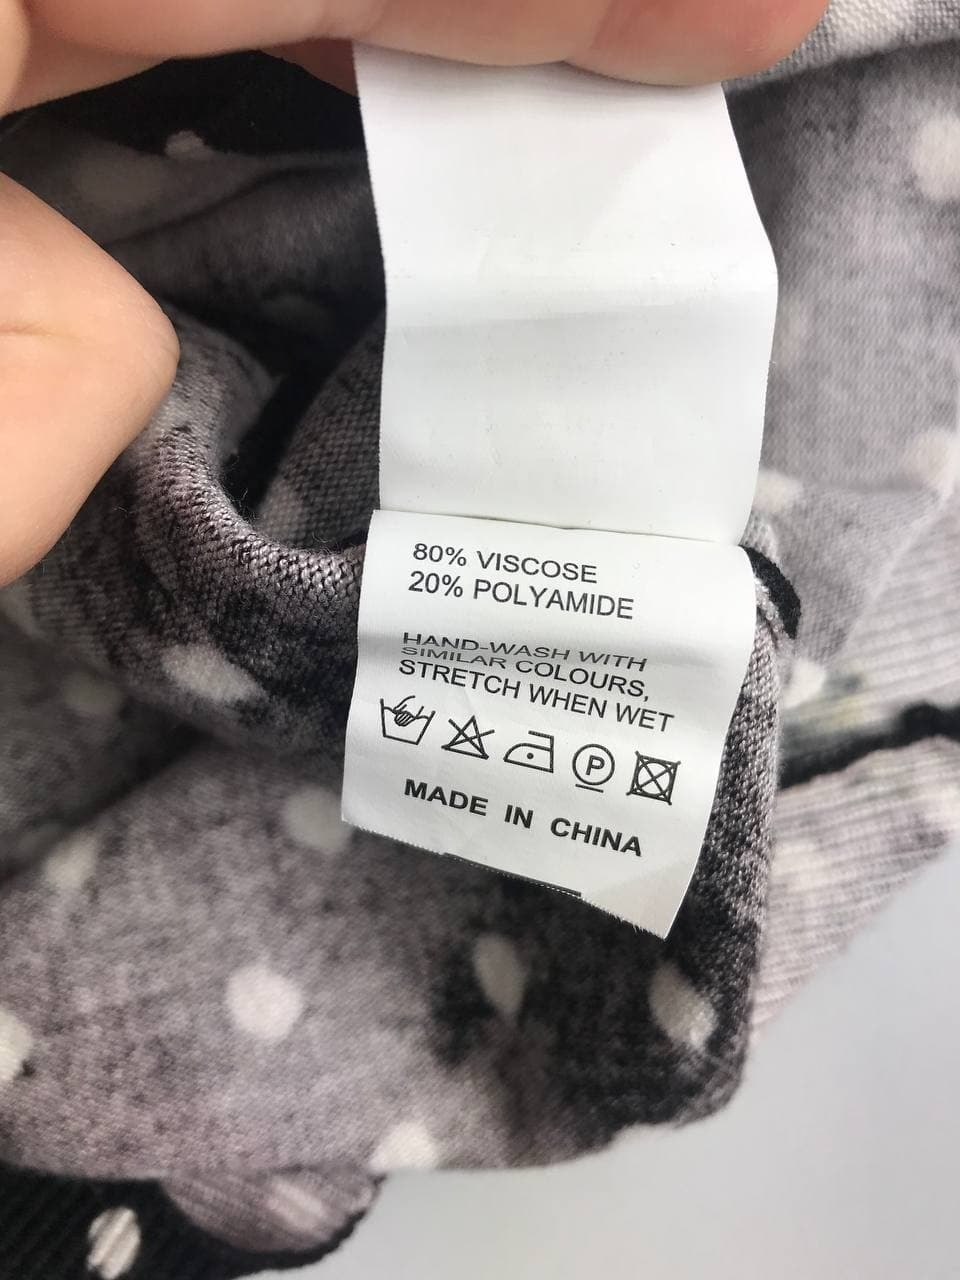 80% VISCOSE
20% POLYAMIDE
HAND-WASH WITH
SIMILAR COLOURS,
STRETCH WHEN WET
P
MADE IN CHINA